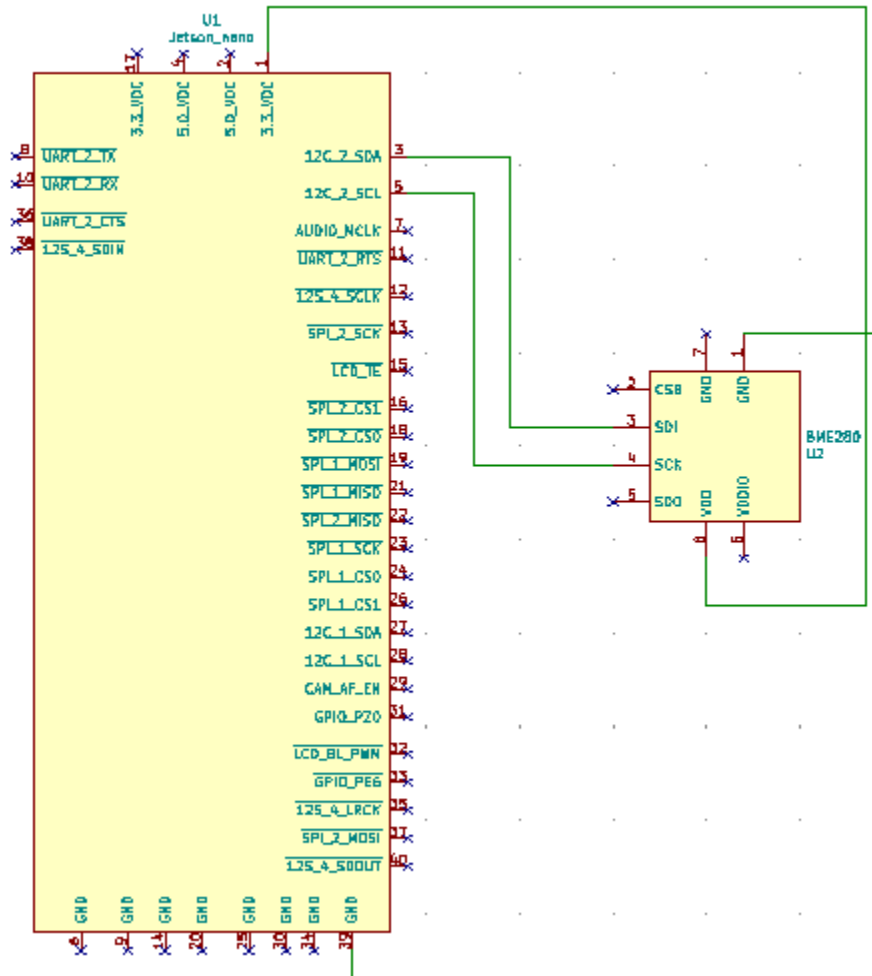 U1
Jetson_nano
17
4
2
1
3.3_VDC
5.0_VDC
5.0_VDC
3.3_VDC
8
UART_2_TX
10
UART_2_RX
UART_2_CTS
38
I2S_4_SDIN
I2C_2_SDA
3
I2C_2_SCL
5
AUDIO_MCLK
7
UART_2_RTS
11
I2S_4_SCLK
12
SPI_2_SCK
13
LCD_TE
15
SPI_2_CS1
16
SPI_2_CS0
18
SPI_1_MOSI
19
SPI_1_MISO
21
SPI_2_MISO
22
SPI_1_SCK
23
SPI_1_CS0
24
SPI_1_CS1
26
I2C_1_SDA
27
I2C_1_SCL
28
CAM_AF_EN
29
GPIO_PZ0
31
LCD_BL_PWM
32
GPIO_PE6
33
I2S_4_LRCK
35
SPI_2_MOSI
37
I2S_4_SDOUT
40
GND
GND
GND
GND
GND
GND
GND
GND
6
9
14
20
25
30
34
39
7
1
GND
GND
2
CSB
3
SDI
4
SCK
5
SDO
VDD
VDDIO
8
6
BME280
U2